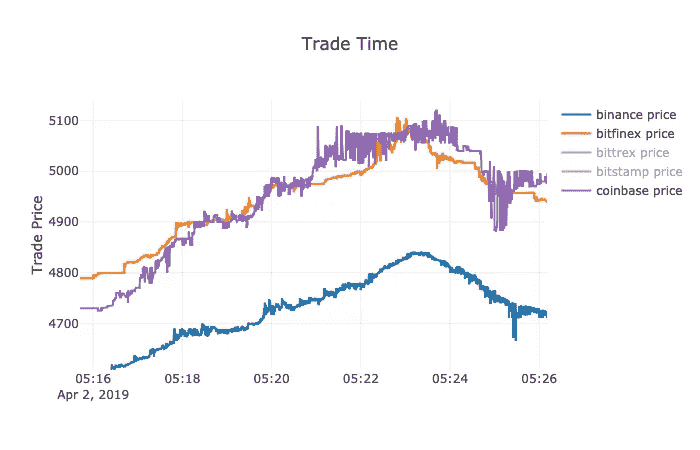 Trade Time
Trade Price
5100
5000
4900
4800
4700
05:16
05:18
05:20
05:22
05:24
05:26
Apr 2, 2019
binance price
bitfinex price
bittrex price
bitstamp price
coinbase price